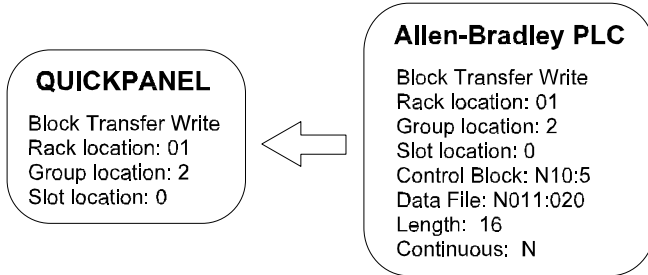 QUICKPANEL
Block Transfer Write
Rack location: 01
Group location: 2
Slot location: 0
Allen-Bradley PLC
Block Transfer Write
Rack location: 01
Group location: 2
Slot location: 0
Control Block: N10:5
Data File: N011:020
Length: 16
Continuous: N